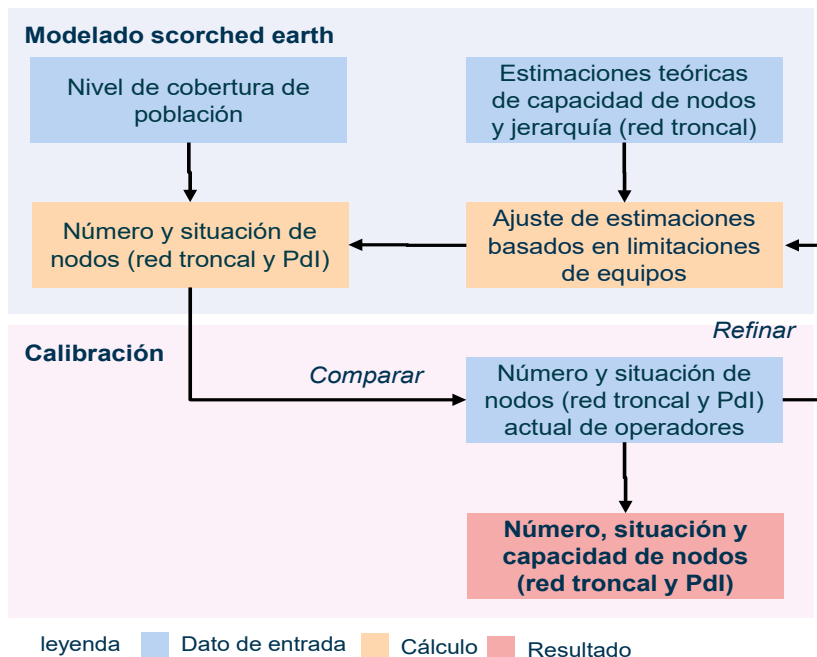 Modelado scorched earth
Nivel de cobertura de
población
Estimaciones teóricas
de capacidad de nodos
y jerarquía (red troncal)
Número y situación de
nodos (red troncal y PdI)
Ajuste de estimaciones
basados en limitaciones
de equipos
Refinar
Calibración
Comparar
Número y situación de
nodos (red troncal y PdI)
actual de operadores
Número, situación y
capacidad de nodos
(red troncal y PdI)
leyenda Dato de entrada Cálculo Resultado